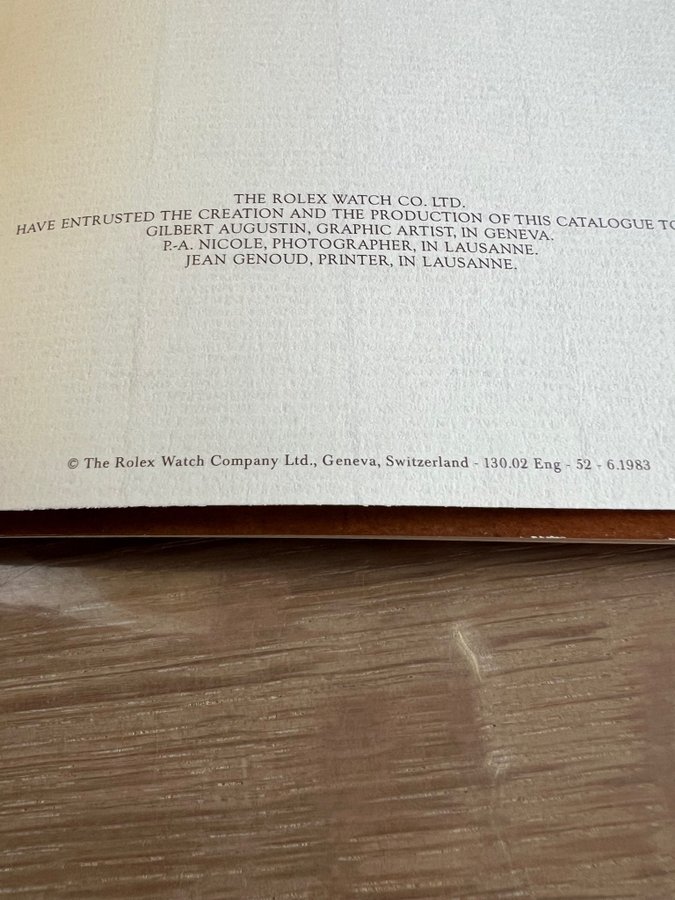 THE ROLEX WATCH CO. LTD.
HAVE ENTRUSTED THE CREATION AND THE PRODUCTION OF THIS CATALOGUE TO
GILBERT AUGUSTIN, GRAPHIC ARTIST, IN GENEVA.
P.-A. NICOLE, PHOTOGRAPHER, IN LAUSANNE.
JEAN GENOUD, PRINTER, IN LAUSANNE.
© The Rolex Watch Company Ltd., Geneva, Switzerland - 130.02 Eng - 52 - 6.1983